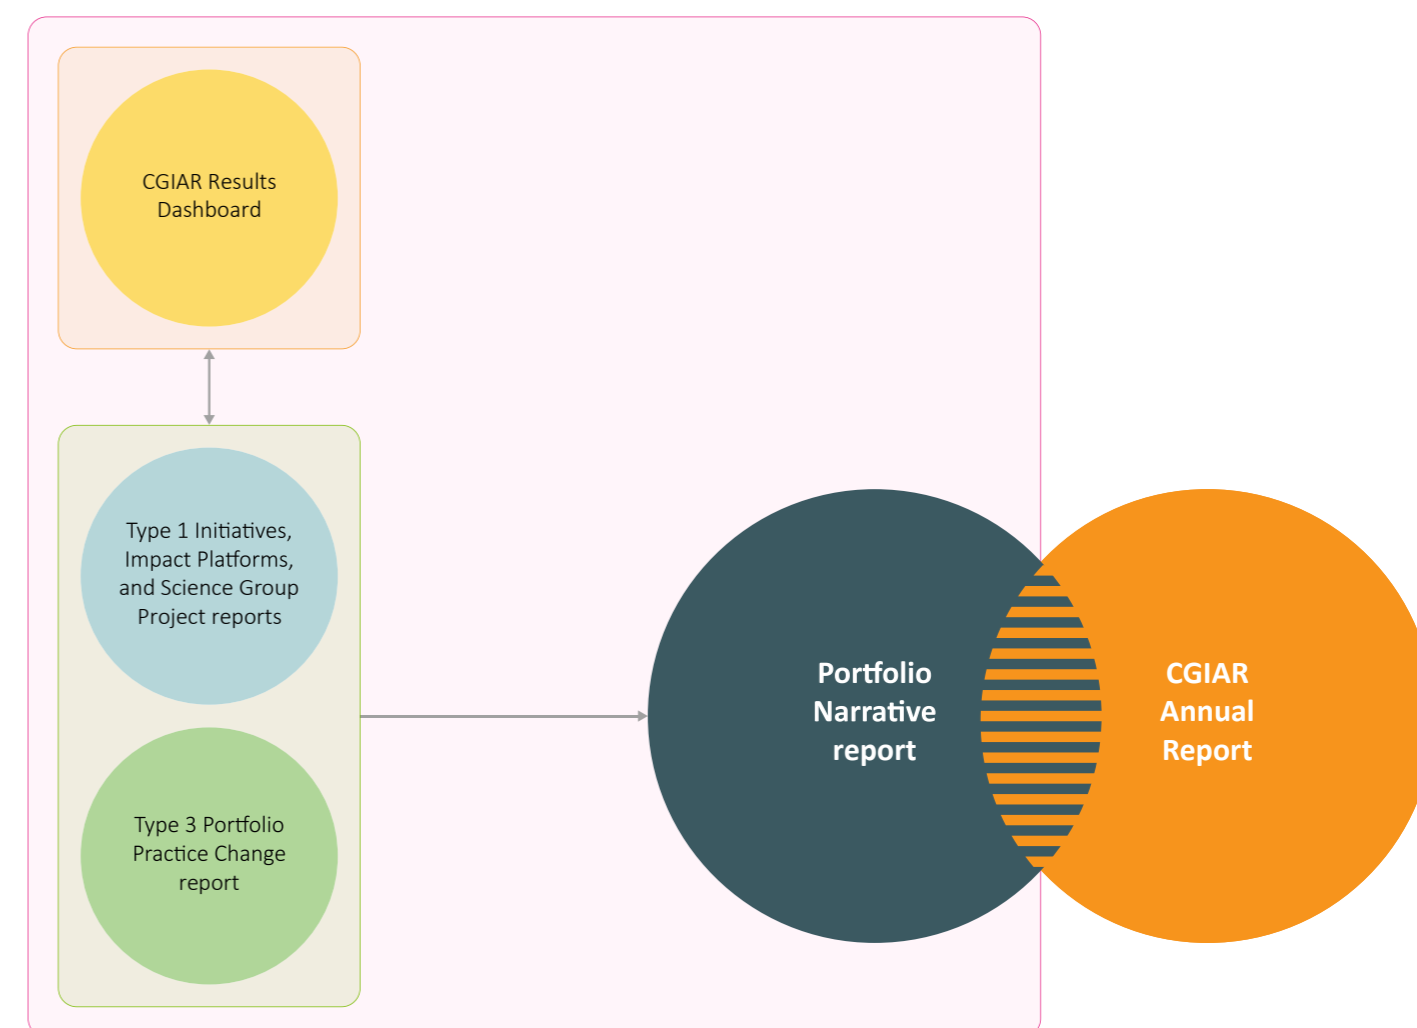 CGIAR Results
Dashboard
Type 1 Initiatives,
Impact Platforms,
and Science Group
Project reports
Type 3 Portfolio
Practice Change
report
Portfolio
Narrative
report
CGIAR
Annual
Report